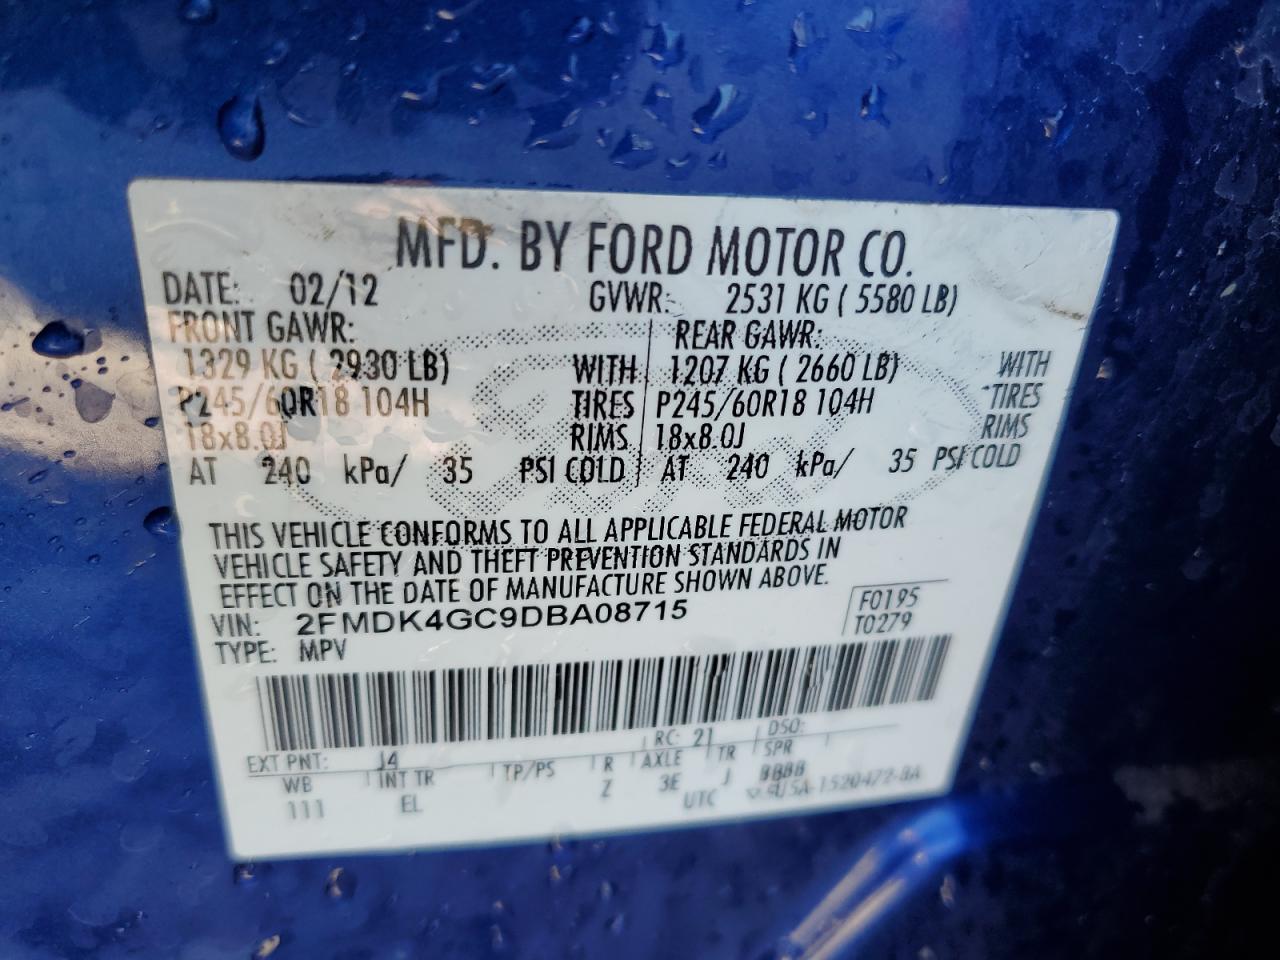 MFD. BY FORD MOTOR CO.
DATE: 02/12 GVWR: 2531 KG ( 5580 LB)
FRONT GAWR: REAR GAWR:
1329 KG ( 2930 LB) WITH 1207 KG ( 2660 LB) WITH
P245/60R18 104H TIRES P245/60R18 104H TIRES
18x8.0J RIMS 18x8.0J RIMS
AT 240 kPa/ 35 PSI COLD AT 240 kPa/ 35 PSI COLD
THIS VEHICLE CONFORMS TO ALL APPLICABLE FEDERAL MOTOR
VEHICLE SAFETY AND THEFT PREVENTION STANDARDS IN
EFFECT ON THE DATE OF MANUFACTURE SHOWN ABOVE.
VIN: 2FMDK4GC9DBA08715 F0195
TYPE: MPV T0279
EXT PNT: J4 RC: 21 DSO:
WB INT TR TP/PS R AXLE TR SPR
111 EL Z 3E J BBBB
UTC 1520472-BA